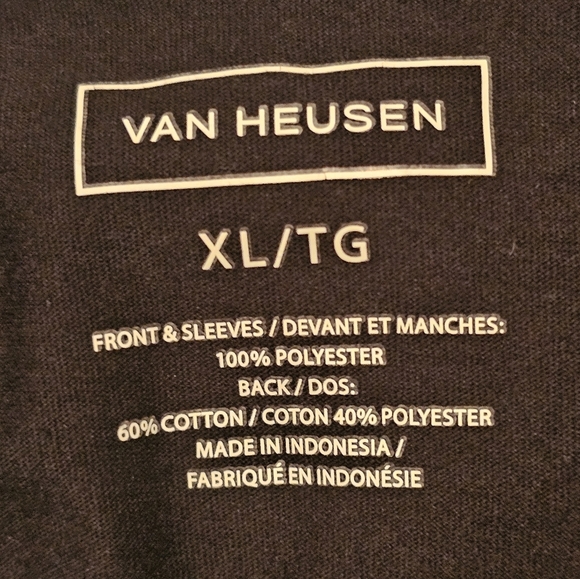 VAN HEUSEN
XL/TG
FRONT & SLEEVES / DEVANT ET MANCHES:
100% POLYESTER
BACK / DOS:
60% COTTON / COTON 40% POLYESTER
MADE IN INDONESIA /
FABRIQUÉ EN INDONÉSIE